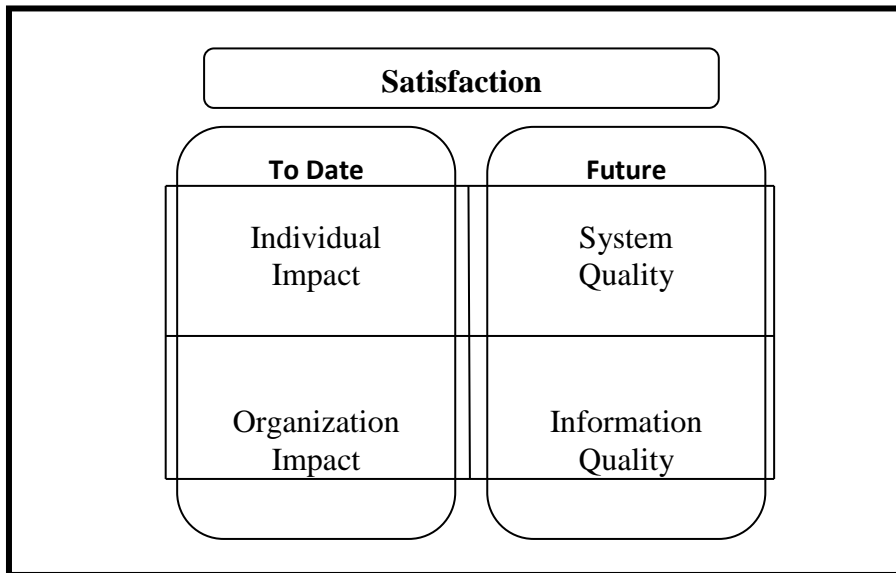 Satisfaction
To Date
Future
Individual
Impact
System
Quality
Organization
Impact
Information
Quality